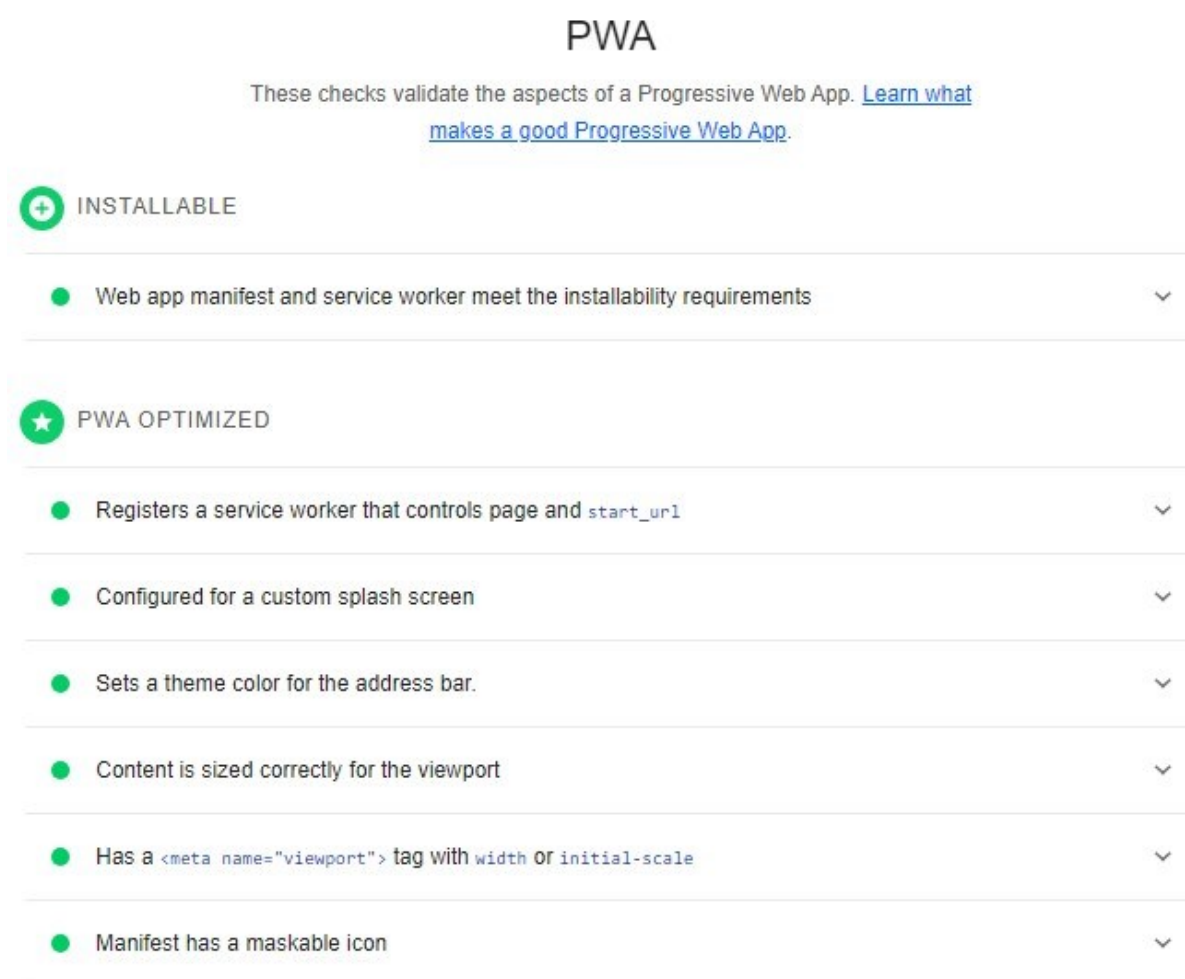 PWA
These checks validate the aspects of a Progressive Web App. Learn what
makes a good Progressive Web App.
INSTALLABLE
Web app manifest and service worker meet the installability requirements
PWA OPTIMIZED
Registers a service worker that controls page and start_url
Configured for a custom splash screen
Sets a theme color for the address bar.
Content is sized correctly for the viewport
Has a <meta name="viewport"> tag with width or initial-scale
Manifest has a maskable icon